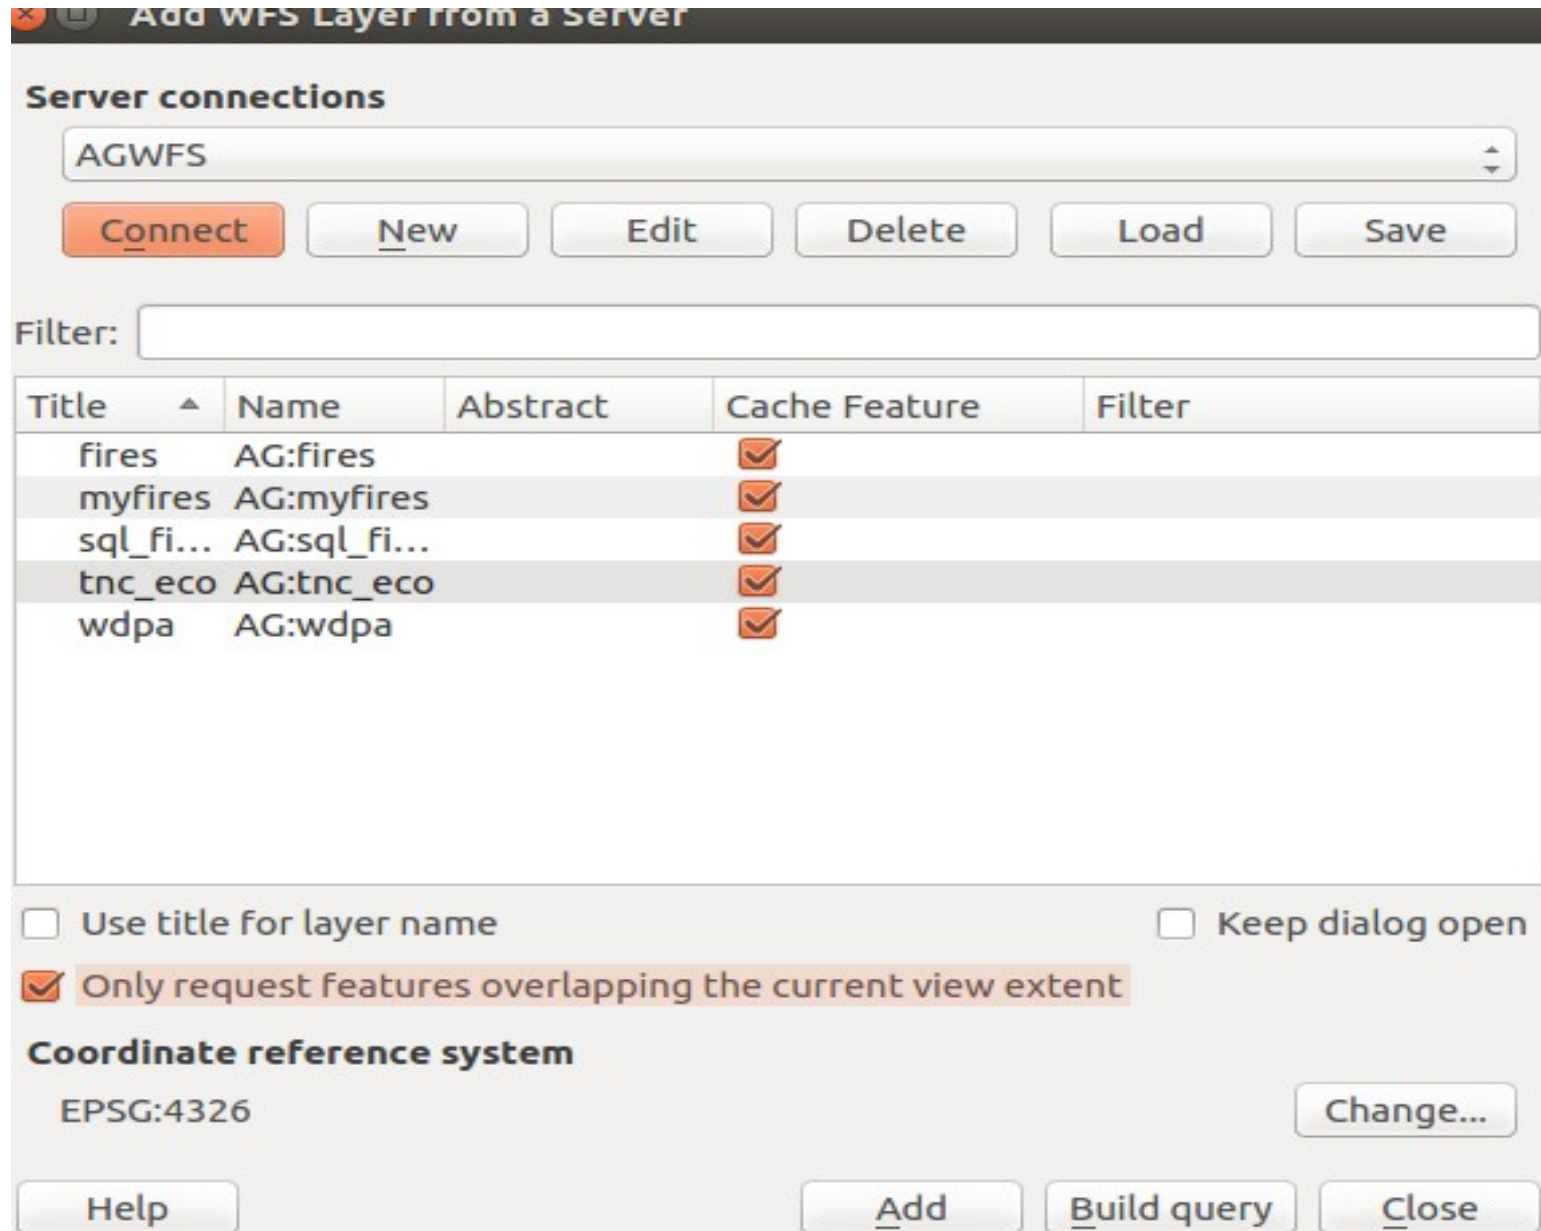 Add WFS Layer from a Server
Server connections
AGWFS
Connect New Edit Delete Load Save
Filter:
Title Name Abstract Cache Feature Filter
fires AG:fires
myfires AG:myfires
sql_fi... AG:sql_fi...
tnc_eco AG:tnc_eco
wdpa AG:wdpa
Use title for layer name Keep dialog open
Only request features overlapping the current view extent
Coordinate reference system
EPSG:4326 Change...
Help Add Build query Close